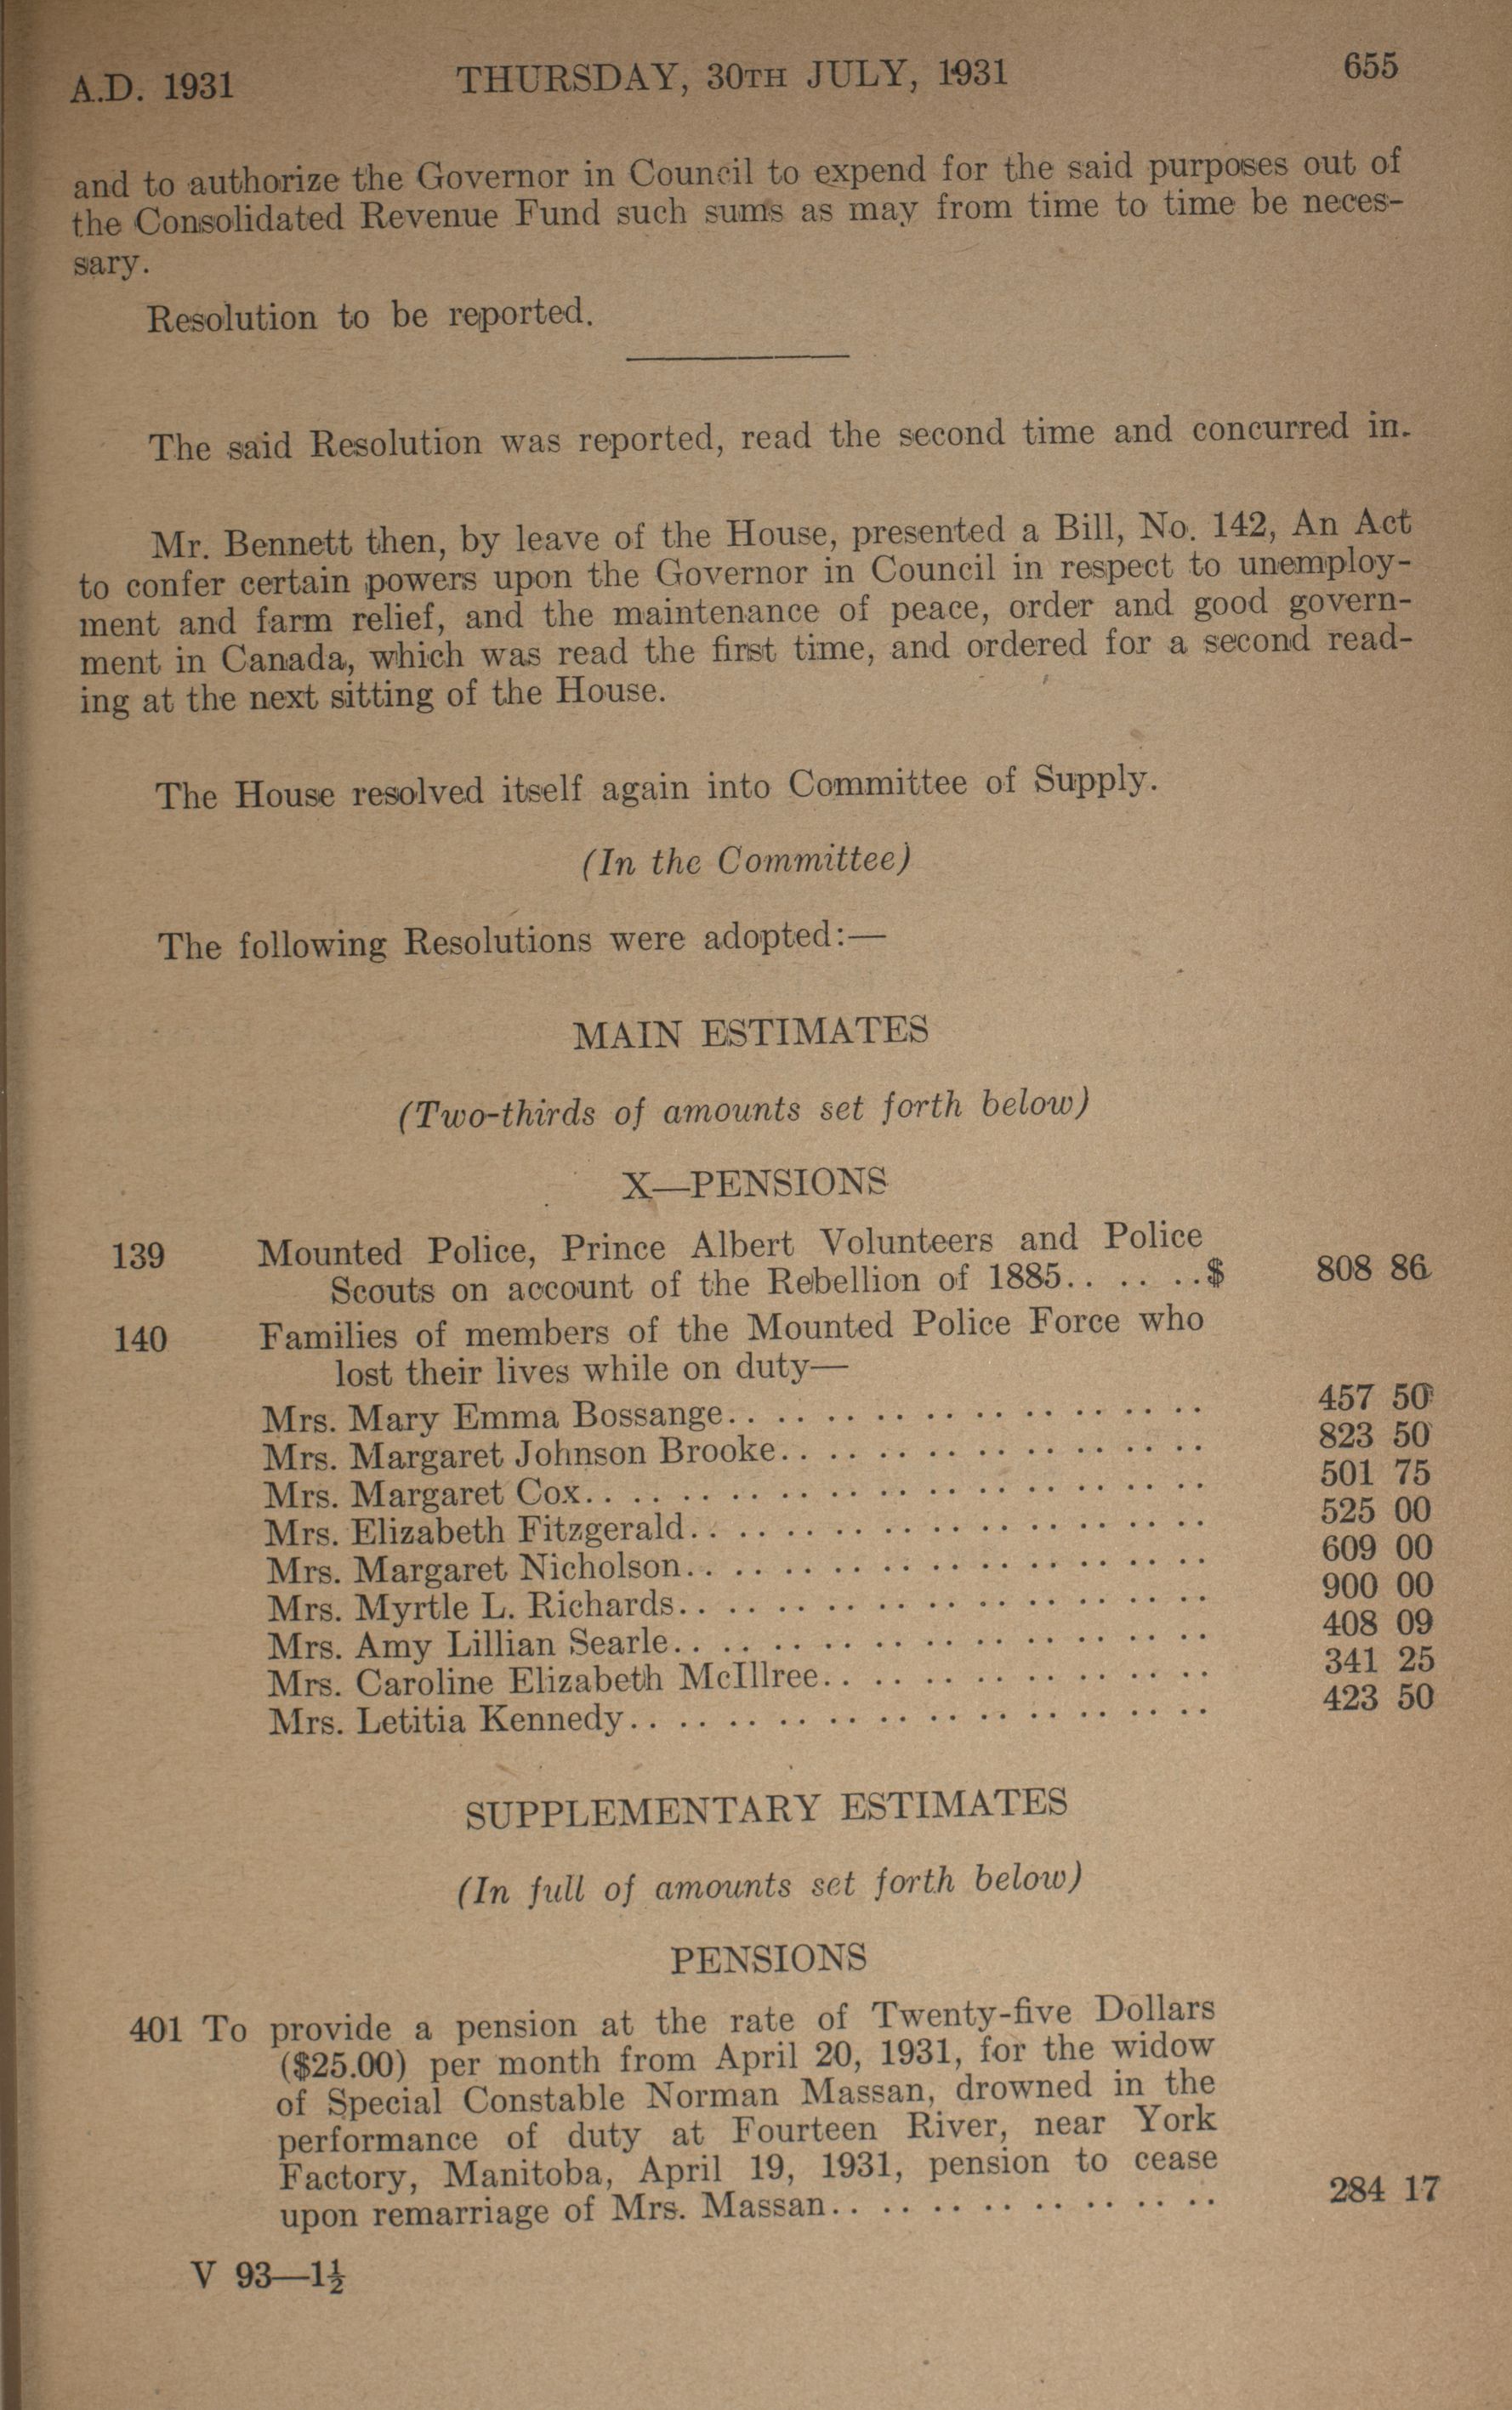 A.D. 1931 THURSDAY, 30TH JULY, 1931 655
and to authorize the Governor in Council to expend for the said purposes out of
the Consolidated Revenue Fund such sums as may from time to time be neces-
sary.
Resolution to be reported.
The said Resolution was reported, read the second time and concurred in.
Mr. Bennett then, by leave of the House, presented a Bill, No. 142, An Act
to confer certain powers upon the Governor in Council in respect to unemploy-
ment and farm relief, and the maintenance of peace, order and good govern-
ment in Canada, which was read the first time, and ordered for a second read-
ing at the next sitting of the House.
The House resolved itself again into Committee of Supply.
(In the Committee)
The following Resolutions were adopted:—
MAIN ESTIMATES
(Two-thirds of amounts set forth below)
X—PENSIONS
139 Mounted Police, Prince Albert Volunteers and Police
Scouts on account of the Rebellion of 1885.. .. ..$ 808 86
140 Families of members of the Mounted Police Force who
lost their lives while on duty—
Mrs. Mary Emma Bossange.. .. .. .. .. .. .. .. .. .. 457 50
Mrs. Margaret Johnson Brooke.. .. .. .. .. .. .. .. .. 823 50
Mrs. Margaret Cox.. .. .. .. .. .. .. .. .. .. .. .. .. 501 75
Mrs. Elizabeth Fitzgerald.. .. .. .. .. .. .. .. .. .. .. 525 00
Mrs. Margaret Nicholson.. .. .. .. .. .. .. .. .. .. .. 609 00
Mrs. Myrtle L. Richards.. .. .. .. .. .. .. .. .. .. .. 900 00
Mrs. Amy Lillian Searle.. .. .. .. .. .. .. .. .. .. .. 408 09
Mrs. Caroline Elizabeth McIllree.. .. .. .. .. .. .. .. 341 25
Mrs. Letitia Kennedy.. .. .. .. .. .. .. .. .. .. .. .. 423 50
SUPPLEMENTARY ESTIMATES
(In full of amounts set forth below)
PENSIONS
401 To provide a pension at the rate of Twenty-five Dollars
($25.00) per month from April 20, 1931, for the widow
of Special Constable Norman Massan, drowned in the
performance of duty at Fourteen River, near York
Factory, Manitoba, April 19, 1931, pension to cease
upon remarriage of Mrs. Massan.. .. .. .. .. .. .. .. 284 17
V 93—1½